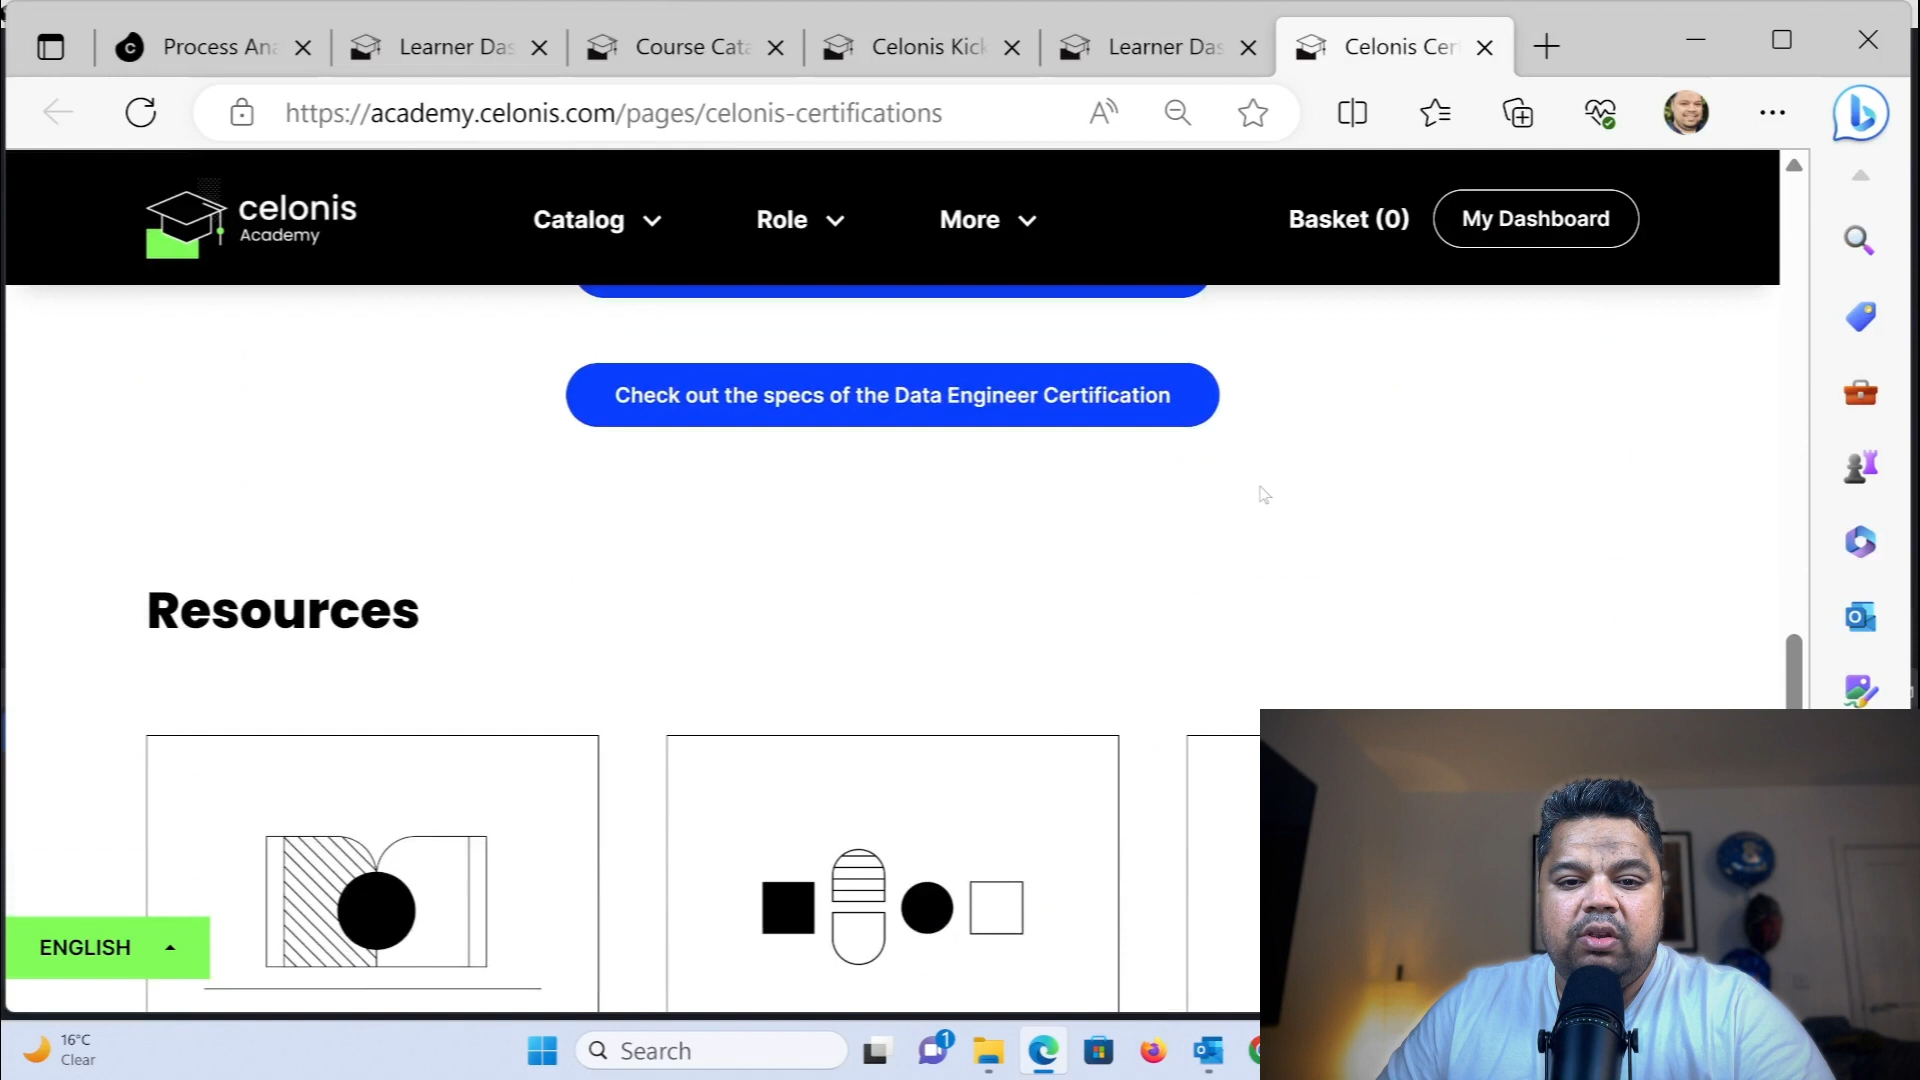 Process Ana
Learner Das
Course Cata
Celonis Kick
Learner Das
Celonis Cer
https://academy.celonis.com/pages/celonis-certifications
celonis
Academy
Catalog
Role
More
Basket (0)
My Dashboard
Check out the specs of the Data Engineer Certification
Resources
ENGLISH
16°C
Clear
Search
1